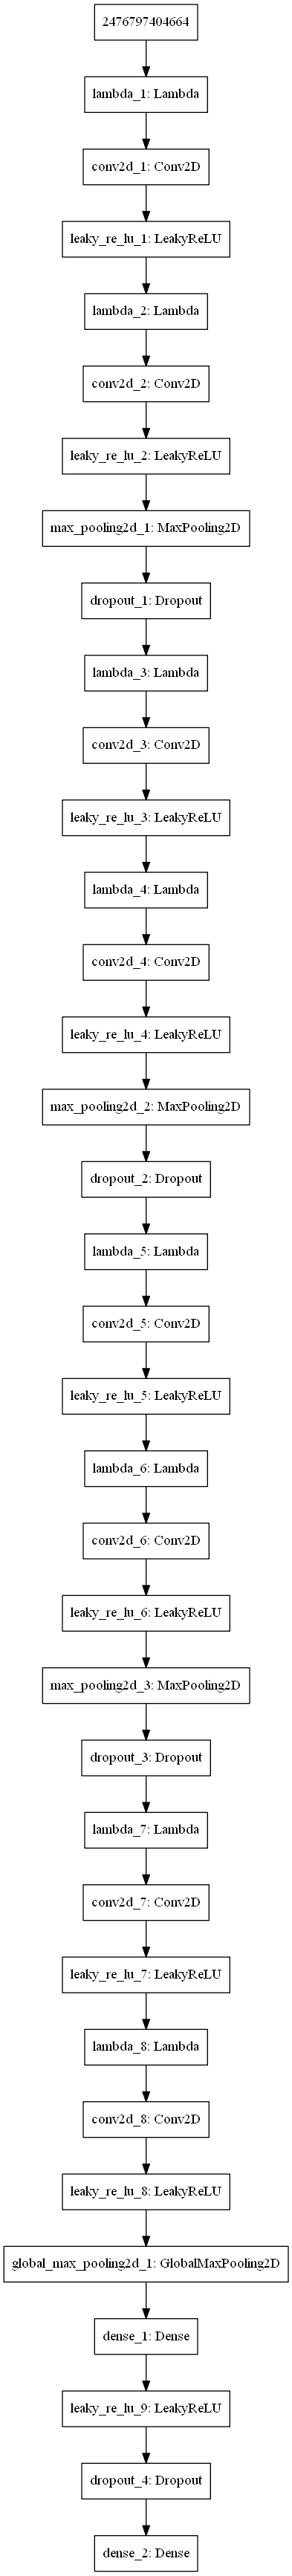 2476797404664
lambda_1: Lambda
conv2d_1: Conv2D
leaky_re_lu_1: LeakyReLU
lambda_2: Lambda
conv2d_2: Conv2D
leaky_re_lu_2: LeakyReLU
max_pooling2d_1: MaxPooling2D
dropout_1: Dropout
lambda_3: Lambda
conv2d_3: Conv2D
leaky_re_lu_3: LeakyReLU
lambda_4: Lambda
conv2d_4: Conv2D
leaky_re_lu_4: LeakyReLU
max_pooling2d_2: MaxPooling2D
dropout_2: Dropout
lambda_5: Lambda
conv2d_5: Conv2D
leaky_re_lu_5: LeakyReLU
lambda_6: Lambda
conv2d_6: Conv2D
leaky_re_lu_6: LeakyReLU
max_pooling2d_3: MaxPooling2D
dropout_3: Dropout
lambda_7: Lambda
conv2d_7: Conv2D
leaky_re_lu_7: LeakyReLU
lambda_8: Lambda
conv2d_8: Conv2D
leaky_re_lu_8: LeakyReLU
global_max_pooling2d_1: GlobalMaxPooling2D
dense_1: Dense
leaky_re_lu_9: LeakyReLU
dropout_4: Dropout
dense_2: Dense